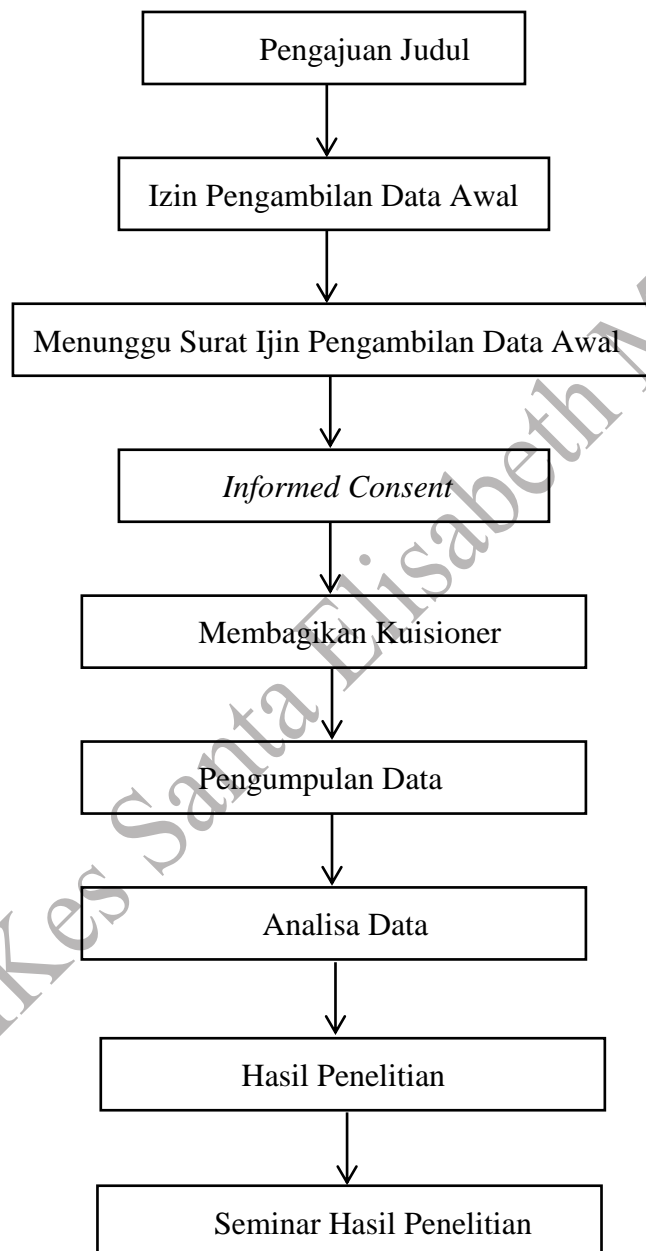 Pengajuan Judul
Izin Pengambilan Data Awal
Menunggu Surat Ijin Pengambilan Data Awal
Informed Consent
Membagikan Kuisioner
Pengumpulan Data
Analisa Data
Hasil Penelitian
Seminar Hasil Penelitian
Santa Elisabeth